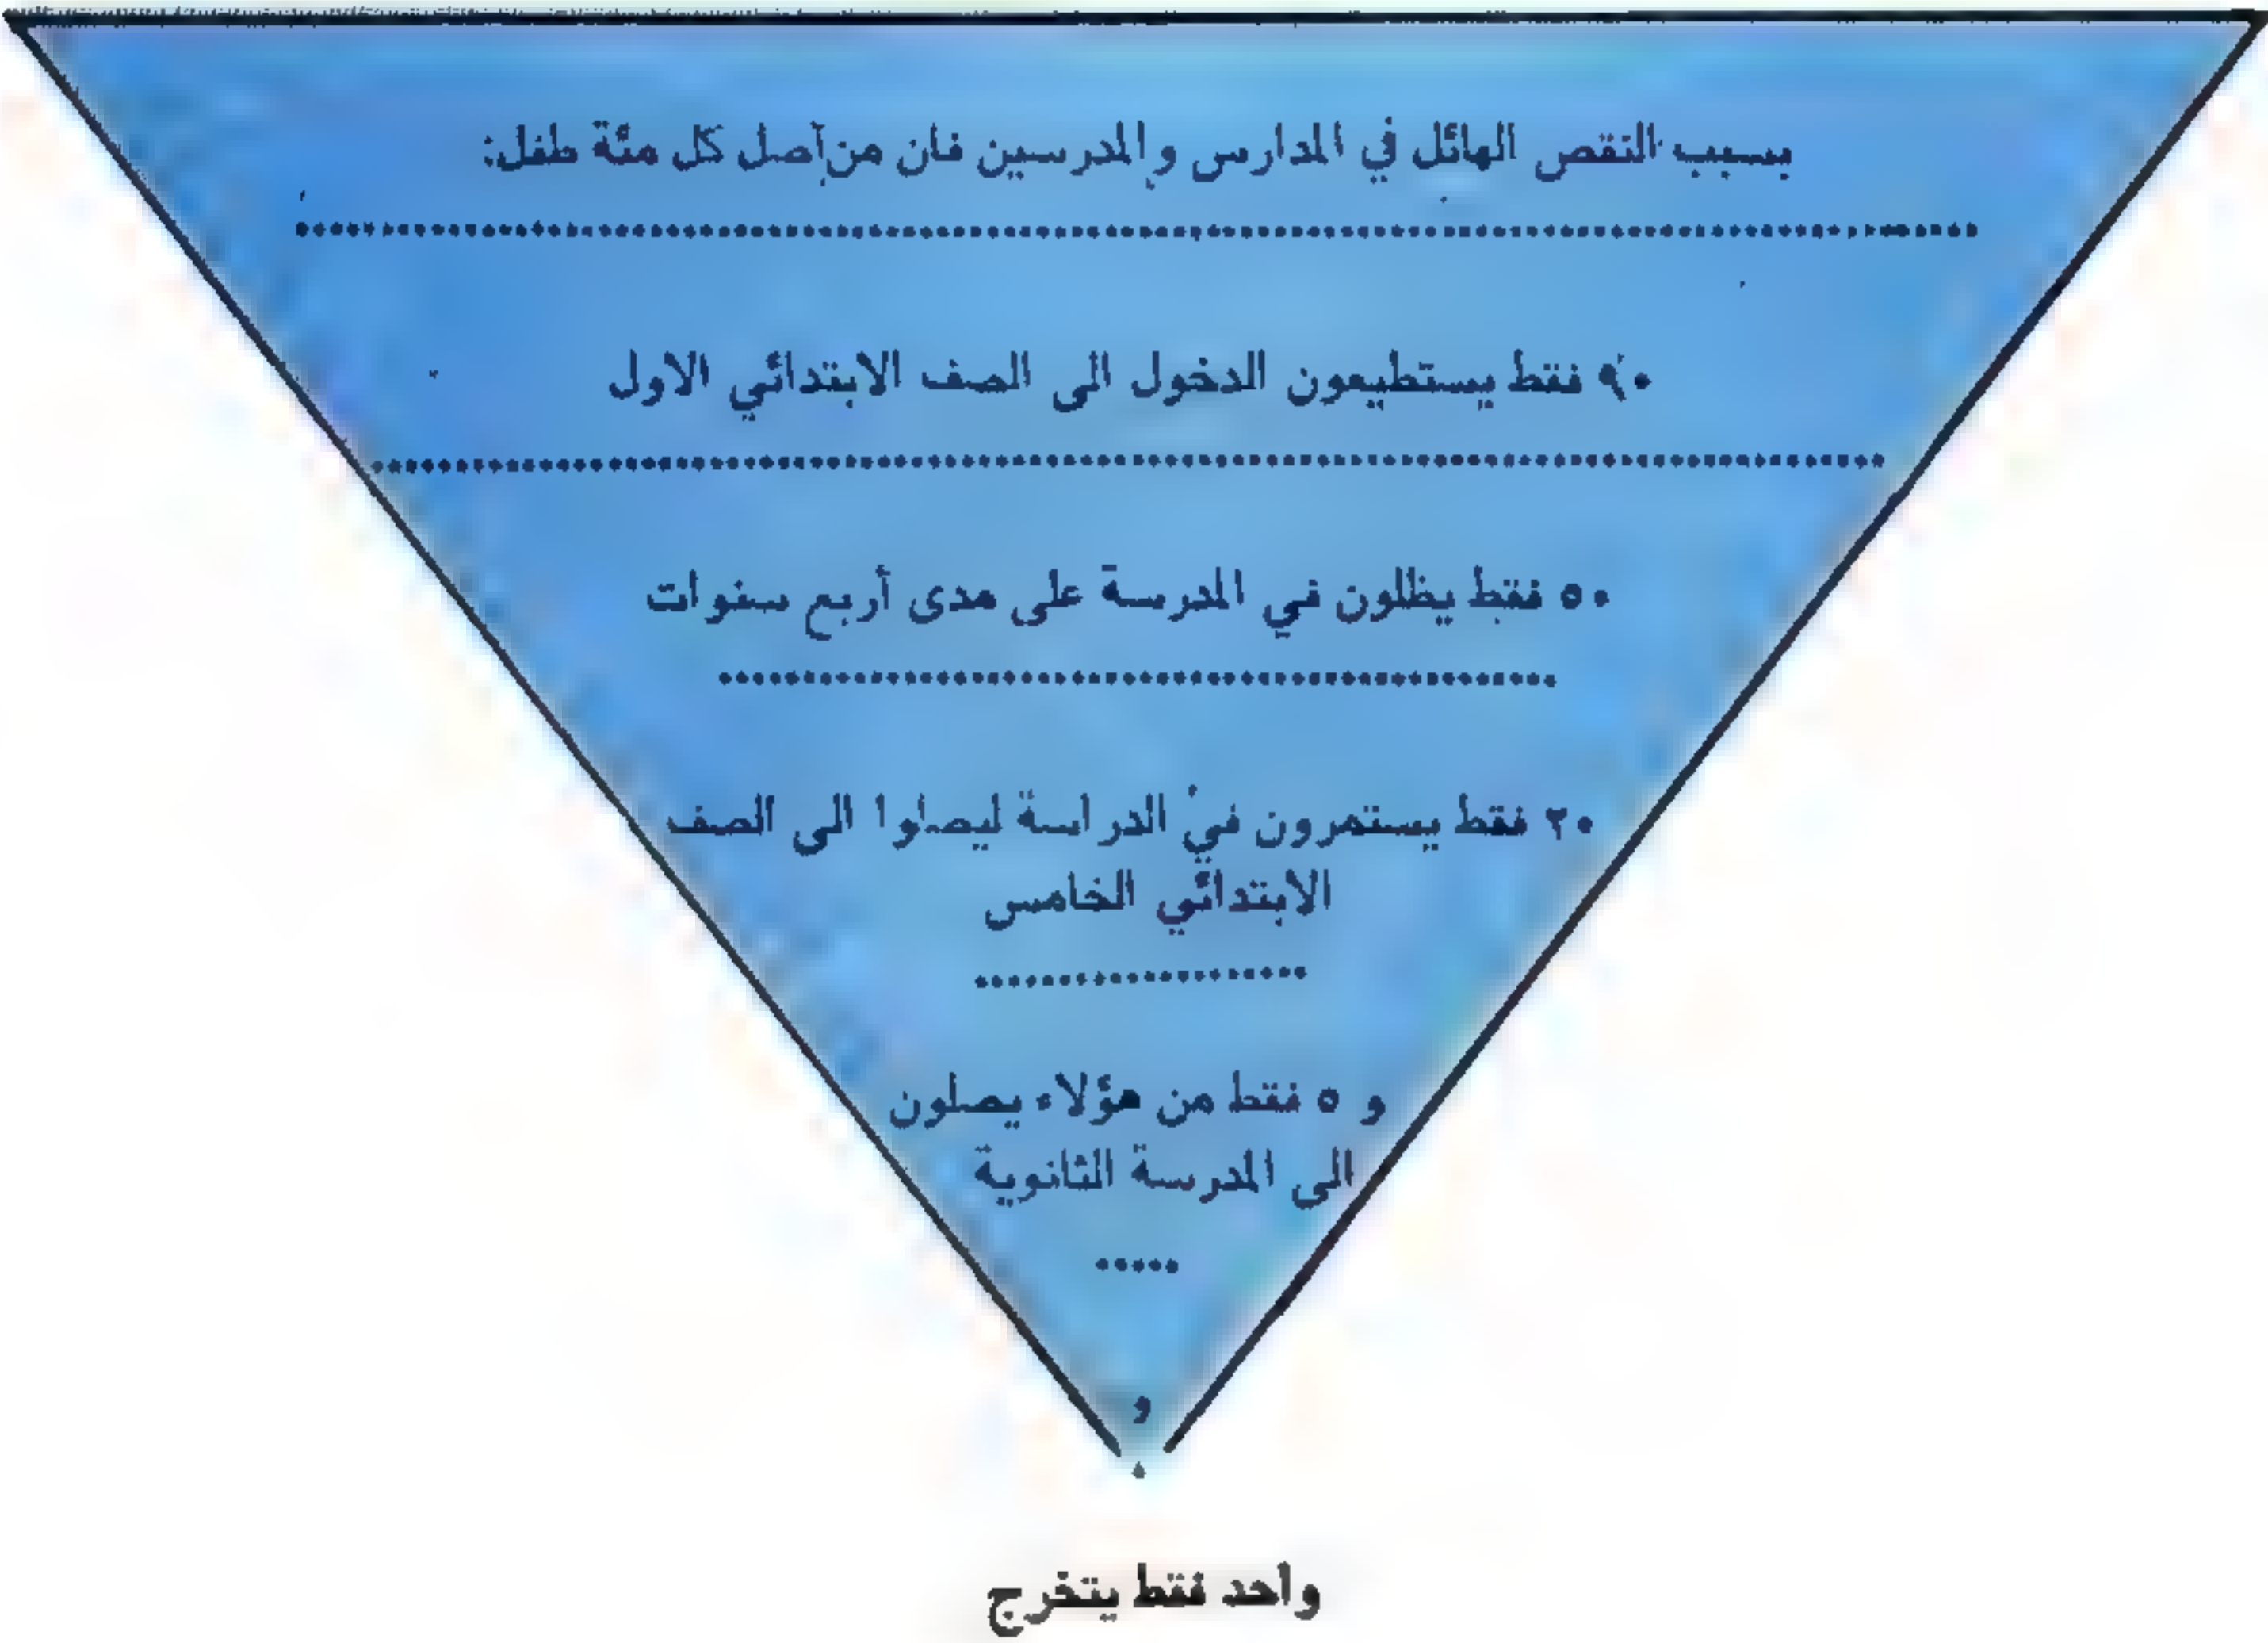 بسبب النقص الهائل في المدارس والمدرسين فان من أصل كل مئة طفل:
٩٠ فقط يستطيعون الدخول الى الصف الابتدائي الاول
٥٠ فقط يظلون في المدرسة على مدى أربع سنوات
٢٠ فقط يستمرون في الدراسة ليصلوا الى الصف
الابتدائي الخامس
و ٥ فقط من هؤلاء يصلون
الى المدرسة الثانوية
و
واحد فقط يتخرج